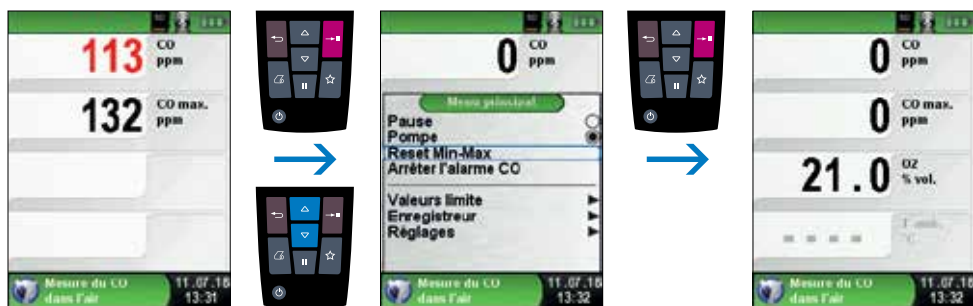 113 CO ppm
132 CO max. ppm
Mesure du CO 11.07.16
dans l'air 13:31
0 CO ppm
Menu principal
Pause
Pompe
Reset Min-Max
Arrêter l'alarme CO
Valeurs limite
Enregistreur
Réglages
Mesure du CO 11.07.16
dans l'air 13:32
0 CO ppm
0 CO max. ppm
21.0 O2 % vol.
°C
Mesure du CO 11.07.16
dans l'air 13:32